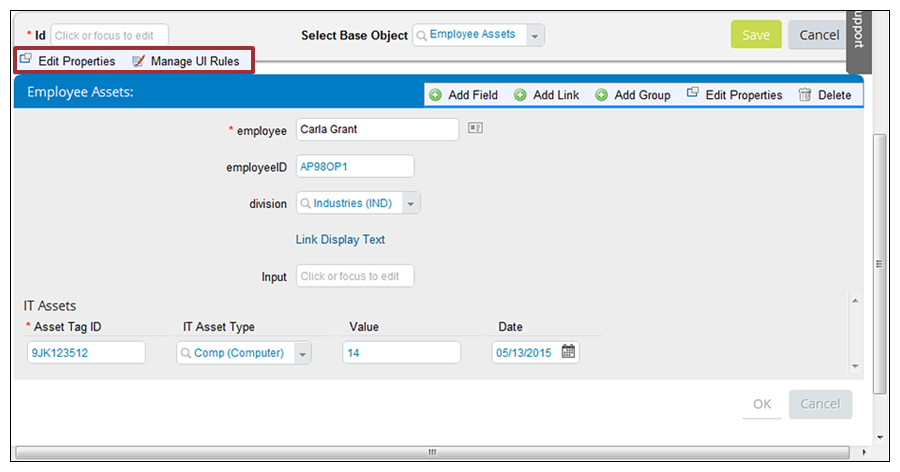 * Id Click or focus to edit Select Base Object Employee Assets Save Cancel upport
Edit Properties Manage UI Rules
Employee Assets: Add Field Add Link Add Group Edit Properties Delete
* employee Carla Grant
employeeID AP98OP1
division Industries (IND)
Link Display Text
Input Click or focus to edit
IT Assets
* Asset Tag ID IT Asset Type Value Date
9JK123512 Comp (Computer) 14 05/13/2015
OK Cancel